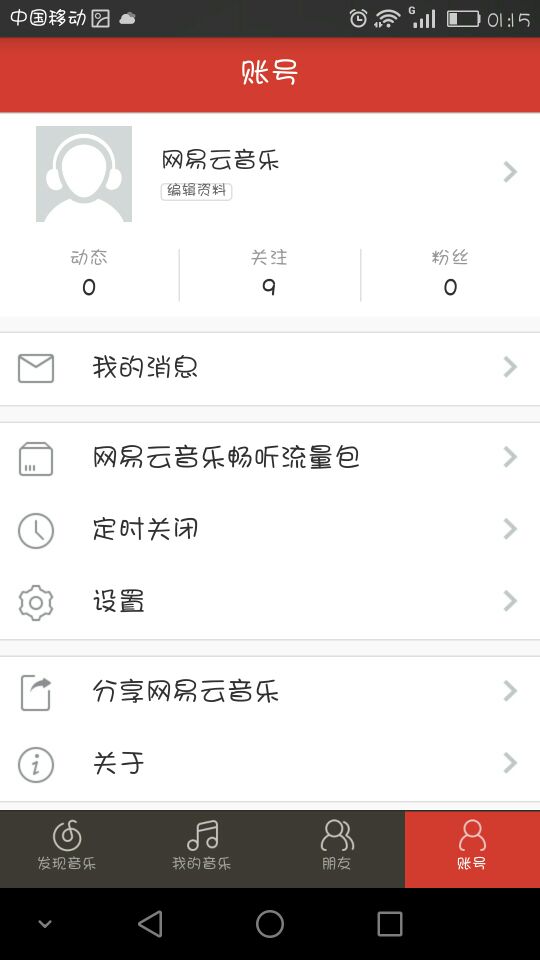 中国移动 G 01:15
账号
网易云音乐
编辑资料
动态 关注 粉丝
0 9 0
我的消息
网易云音乐畅听流量包
定时关闭
设置
分享网易云音乐
关于
发现音乐 我的音乐 朋友 账号